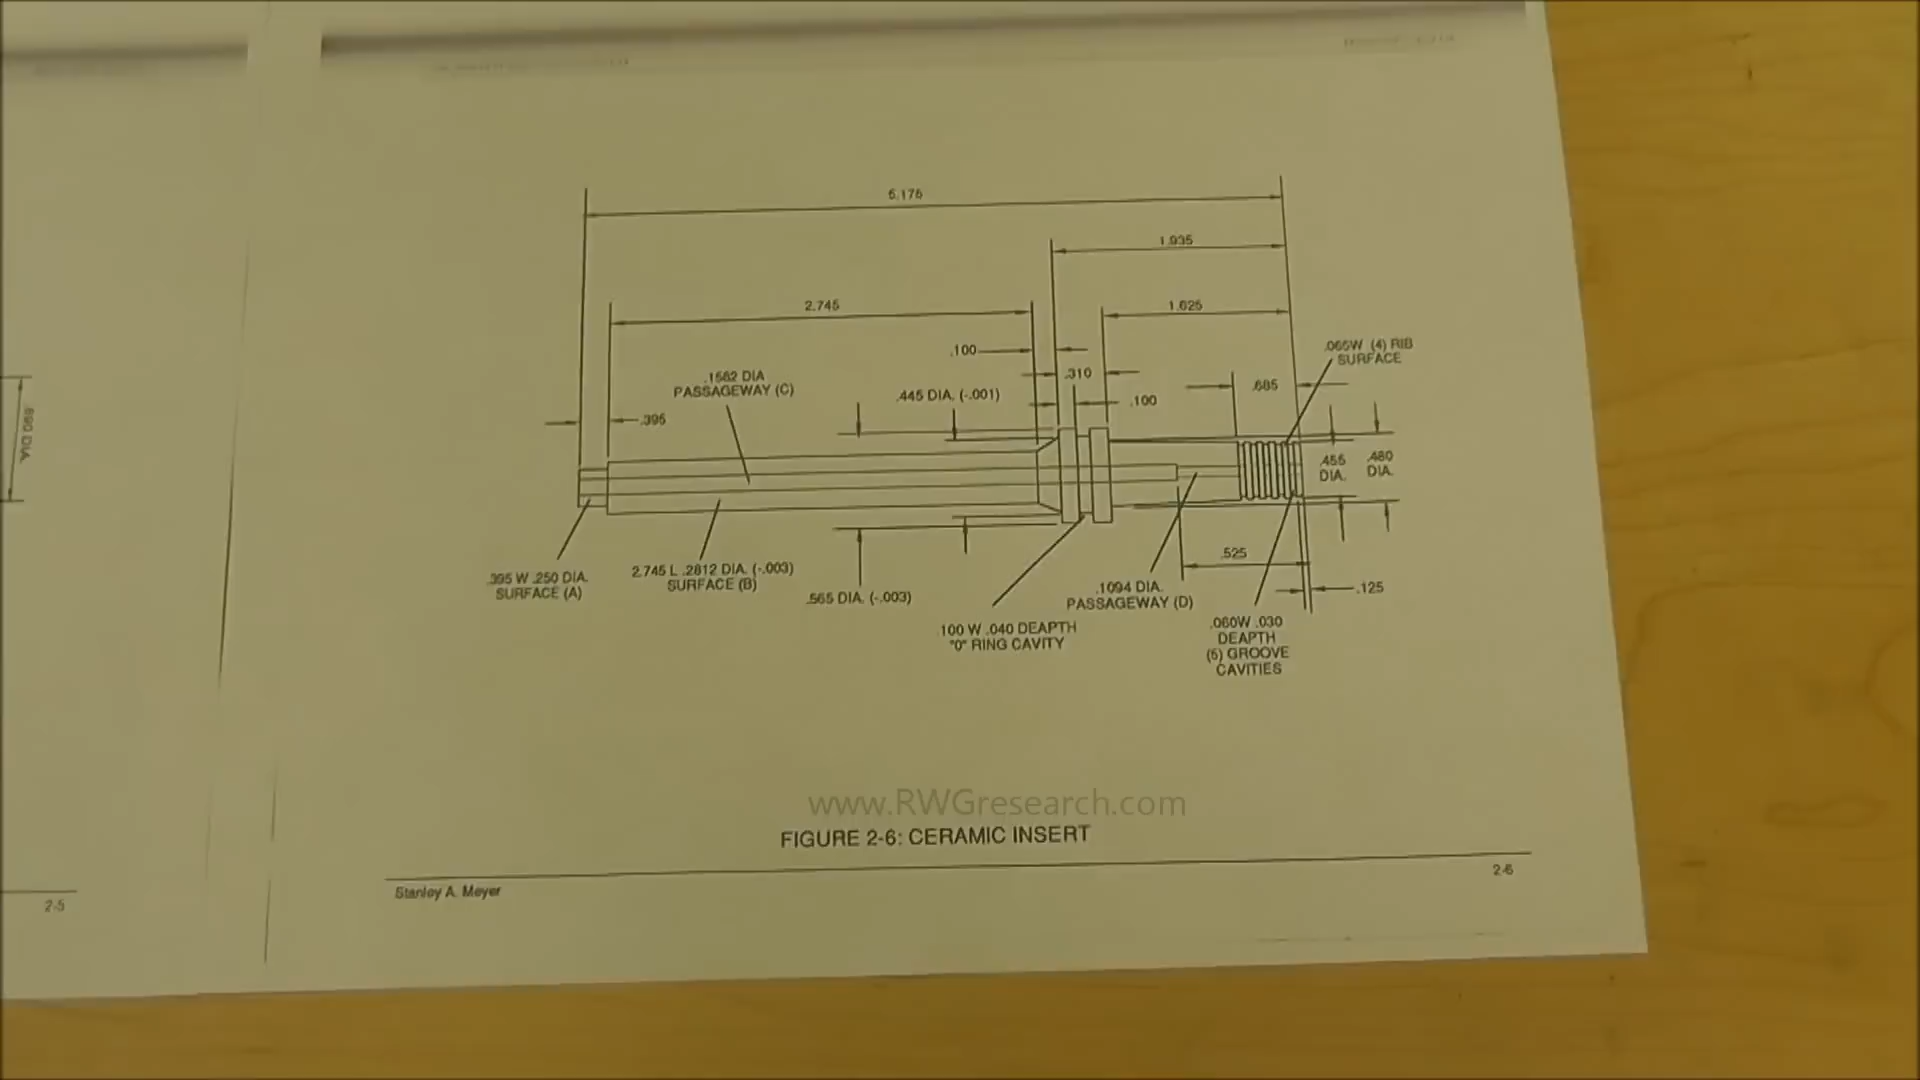 5.175
1.935
2.745
1.625
.100
.065W (4) RIB
SURFACE
.310
.1562 DIA
PASSAGEWAY (C)
.685
.445 DIA. (-.001)
.100
.395
.455
DIA.
.480
DIA.
.690 DIA.
.525
.395 W .250 DIA.
SURFACE (A)
2.745 L .2812 DIA. (-.003)
SURFACE (B)
.565 DIA. (-.003)
.1094 DIA.
PASSAGEWAY (D)
.125
.100 W .040 DEAPTH
"0" RING CAVITY
.060W .030
DEAPTH
(5) GROOVE
CAVITIES
www.RWGresearch.com
FIGURE 2-6: CERAMIC INSERT
Stanley A. Meyer
2-6
2-5